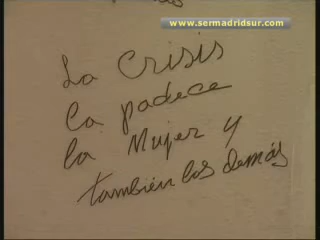 www.sermadridsur.com
La Crisis
la padece
la Mujer y
también los demás